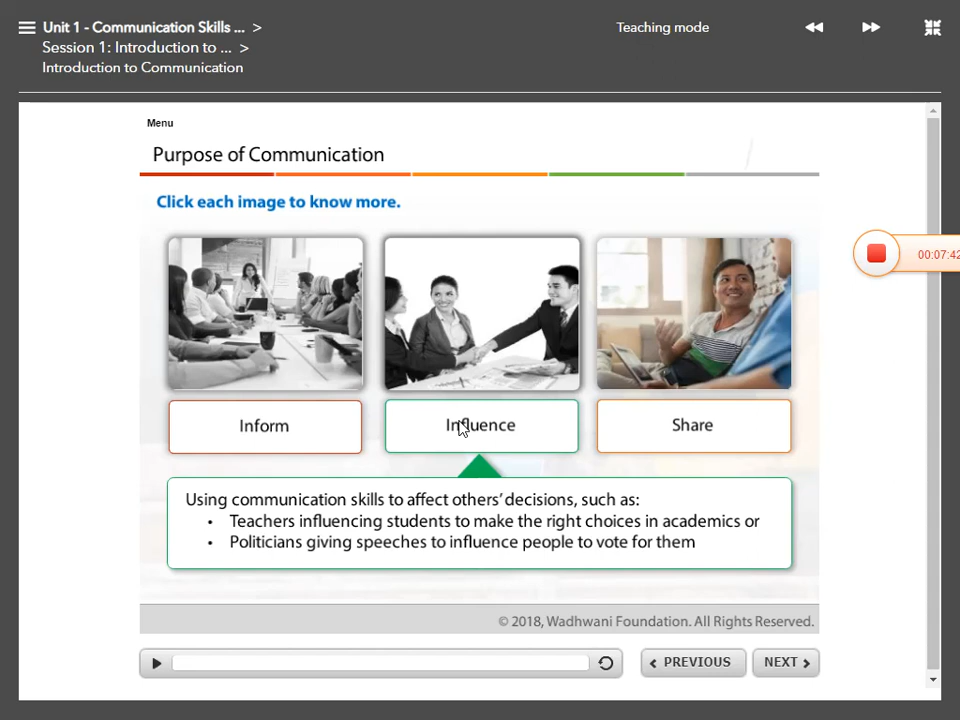 Unit 1 - Communication Skills ... >
Session 1: Introduction to ... >
Introduction to Communication
Teaching mode
Menu
Purpose of Communication
Click each image to know more.
00:07:42
Inform
Influence
Share
Using communication skills to affect others' decisions, such as:
• Teachers influencing students to make the right choices in academics or
• Politicians giving speeches to influence people to vote for them
© 2018, Wadhwani Foundation. All Rights Reserved.
PREVIOUS
NEXT